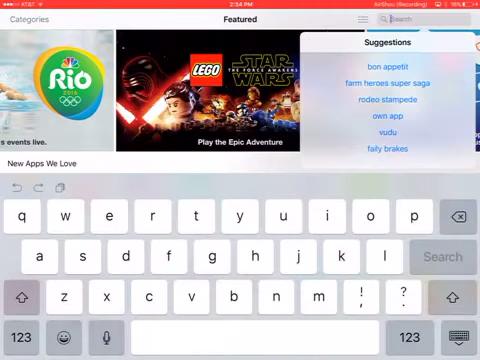 AT&T 2:34 PM AirShou (Recording) 16%
Categories Featured Search
Suggestions
bon appetit
farm heroes super saga
rodeo stampede
own app
vudu
faily brakes
Rio
2016
s events live.
LEGO STAR WARS
THE FORCE AWAKENS
Play the Epic Adventure
New Apps We Love
q w e r t y u i o p
a s d f g h j k l Search
z x c v b n m ! , ? .
123 123